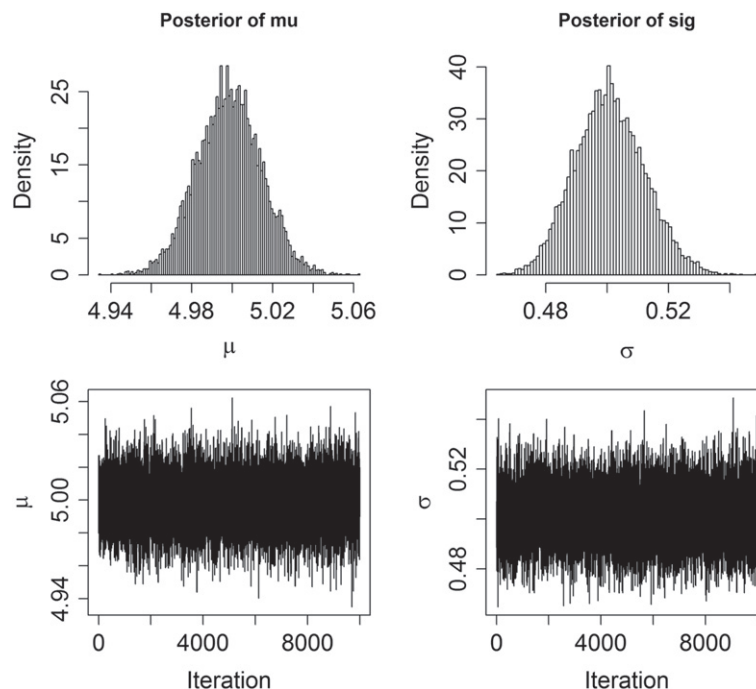 Posterior of mu
Density
25
15
5
0
4.94
4.98
5.02
5.06
μ
Posterior of sig
Density
40
30
20
10
0
0.48
0.52
σ
μ
5.06
5.00
4.94
0
4000
8000
Iteration
σ
0.52
0.48
0
4000
8000
Iteration